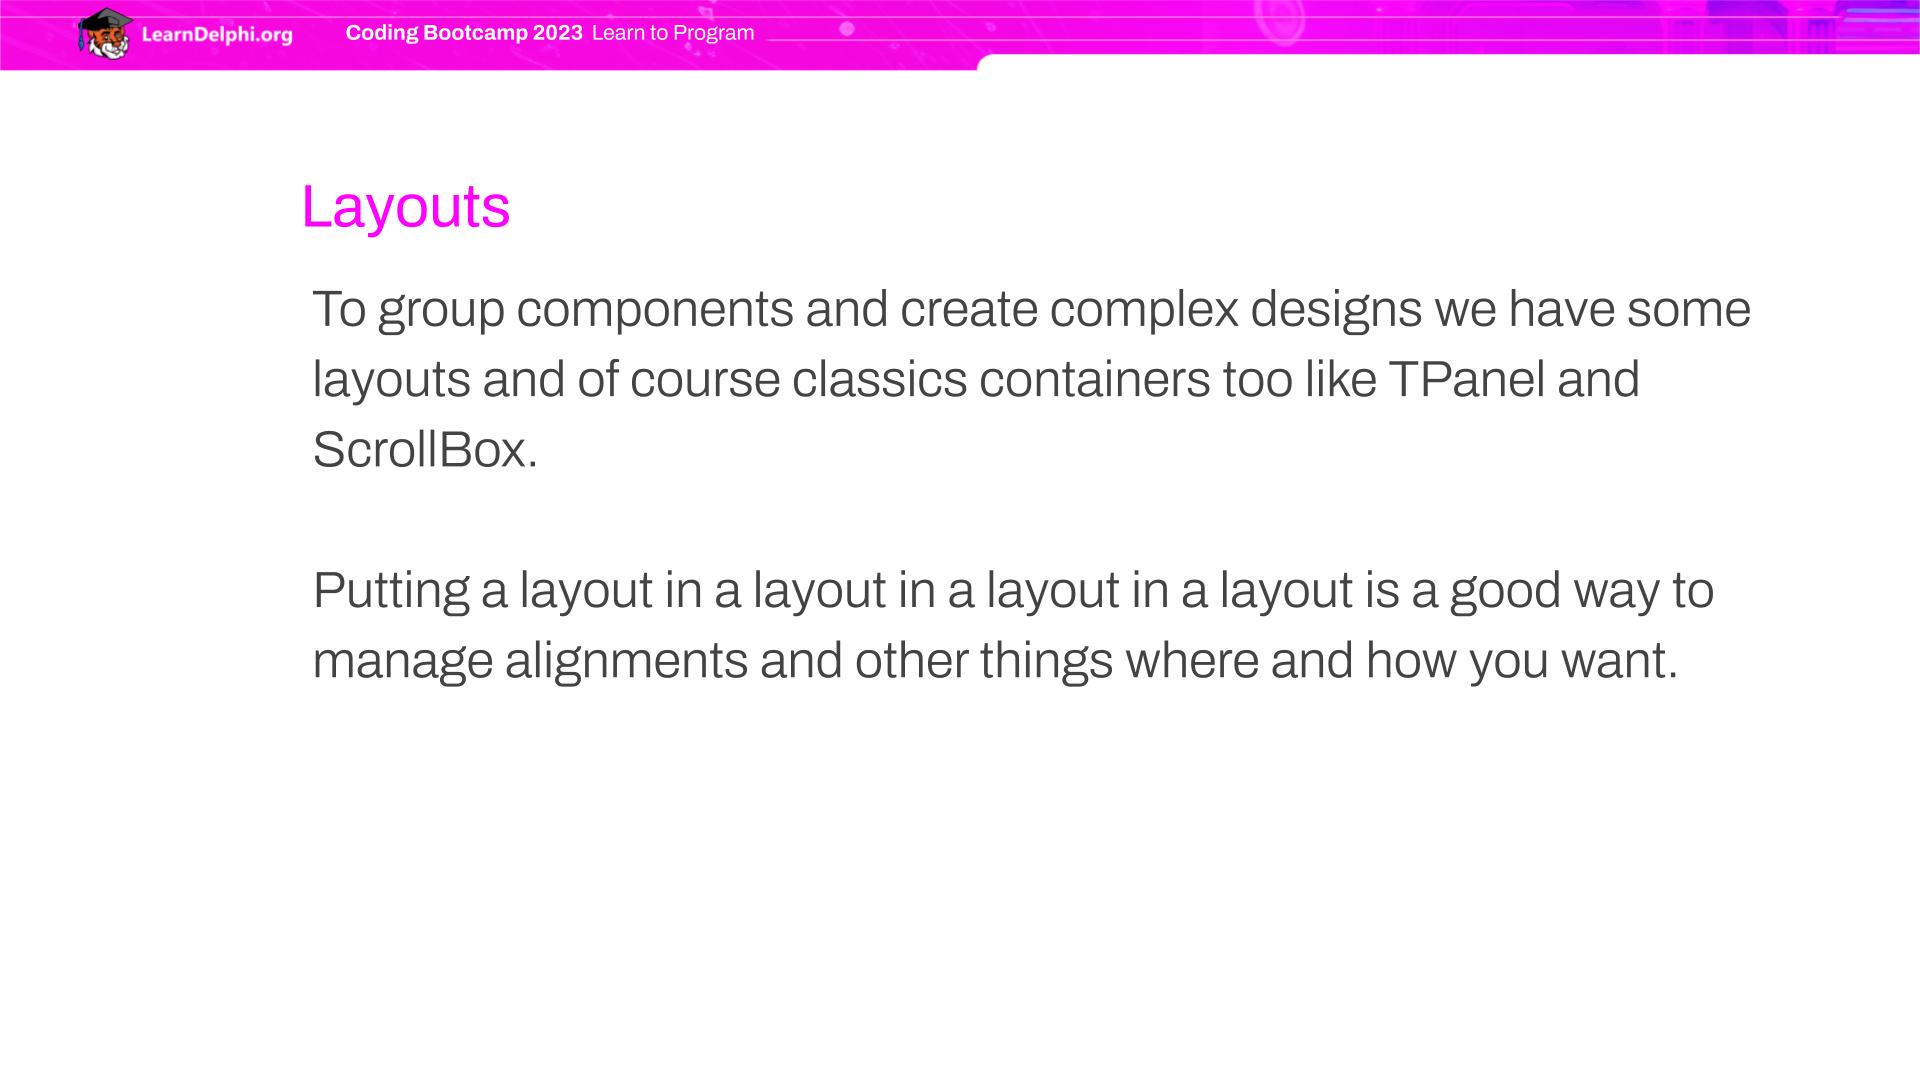 LearnDelphi.org
Coding Bootcamp 2023 Learn to Program
Layouts
To group components and create complex designs we have some
layouts and of course classics containers too like TPanel and
ScrollBox.
Putting a layout in a layout in a layout in a layout is a good way to
manage alignments and other things where and how you want.